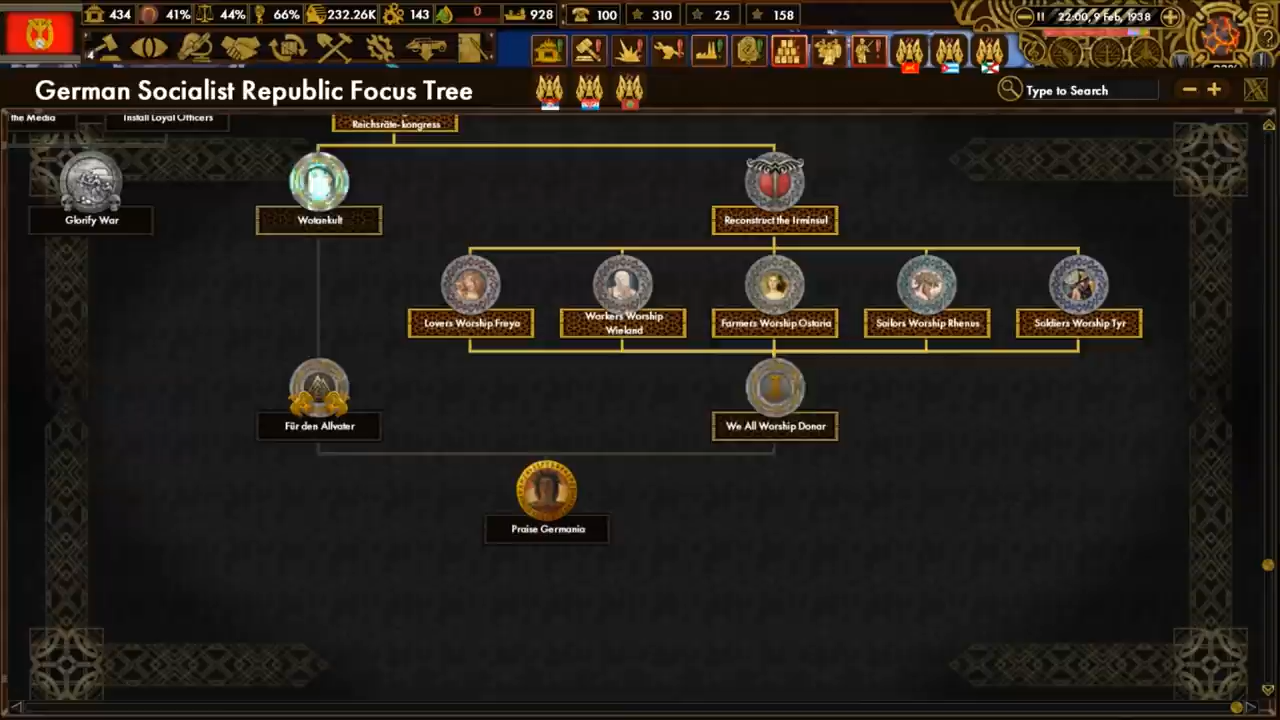 434 41% 44% 66% 232.26K 143 0 928 100 310 25 158 22:00, 9 Feb, 1938
4
German Socialist Republic Focus Tree
Type to Search
the Media
Install Loyal Officers
Reichsräte-kongress
Glorify War
Wotankult
Reconstruct the Irminsul
Lovers Worship Freya
Workers Worship
Wieland
Farmers Worship Ostaria
Sailors Worship Rhenus
Soldiers Worship Tyr
Für den Allvater
We All Worship Donar
Praise Germania